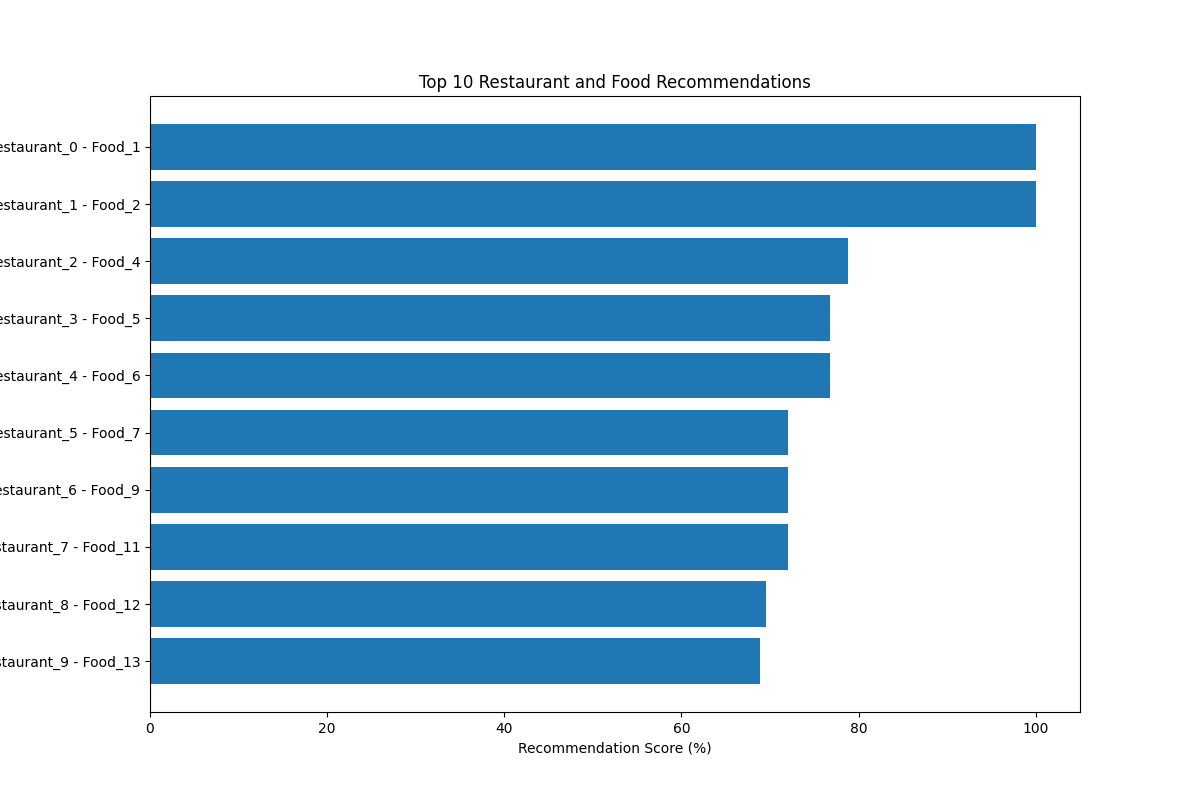 Top 10 Restaurant and Food Recommendations
estaurant_0 - Food_1
estaurant_1 - Food_2
estaurant_2 - Food_4
estaurant_3 - Food_5
estaurant_4 - Food_6
estaurant_5 - Food_7
estaurant_6 - Food_9
staurant_7 - Food_11
staurant_8 - Food_12
staurant_9 - Food_13
0 20 40 60 80 100
Recommendation Score (%)